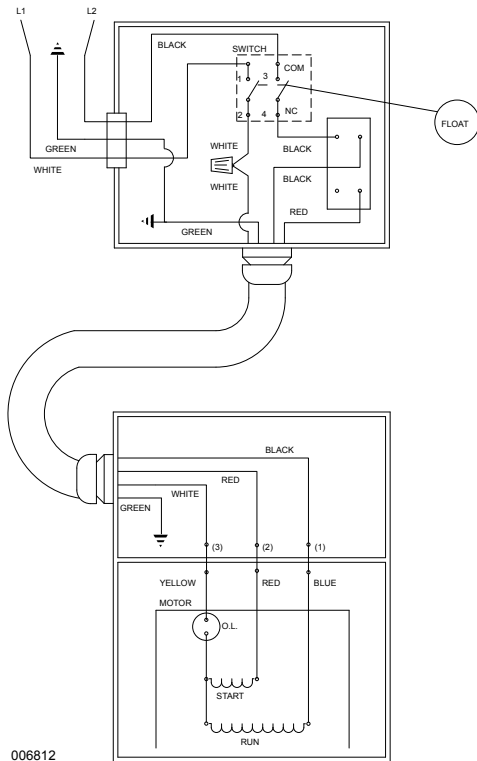 L1
L2
BLACK
SWITCH
COM
1
3
2
4
NC
FLOAT
GREEN
WHITE
WHITE
WHITE
BLACK
BLACK
RED
GREEN
BLACK
RED
WHITE
GREEN
(3)
(2)
(1)
YELLOW
RED
BLUE
MOTOR
O.L.
START
RUN
006812